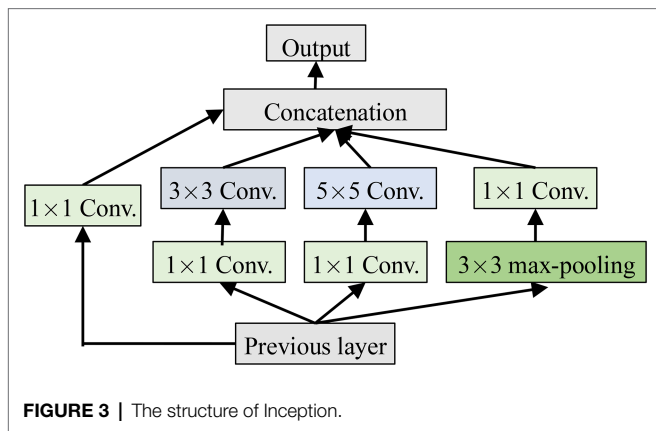 Output
Concatenation
3×3 Conv.
5×5 Conv.
1×1 Conv.
1×1 Conv.
1×1 Conv.
1×1 Conv.
3×3 max-pooling
Previous layer
FIGURE 3 | The structure of Inception.